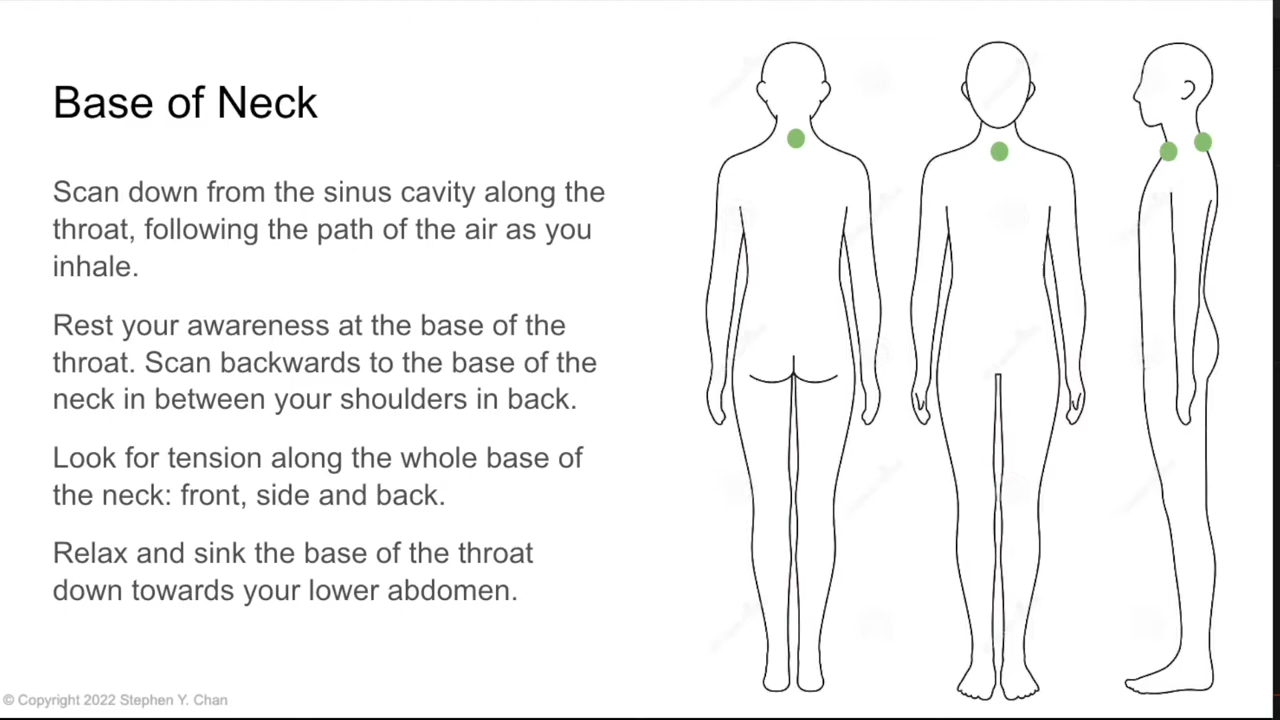 Base of Neck
Scan down from the sinus cavity along the
throat, following the path of the air as you
inhale.
Rest your awareness at the base of the
throat. Scan backwards to the base of the
neck in between your shoulders in back.
Look for tension along the whole base of
the neck: front, side and back.
Relax and sink the base of the throat
down towards your lower abdomen.
© Copyright 2022 Stephen Y. Chan